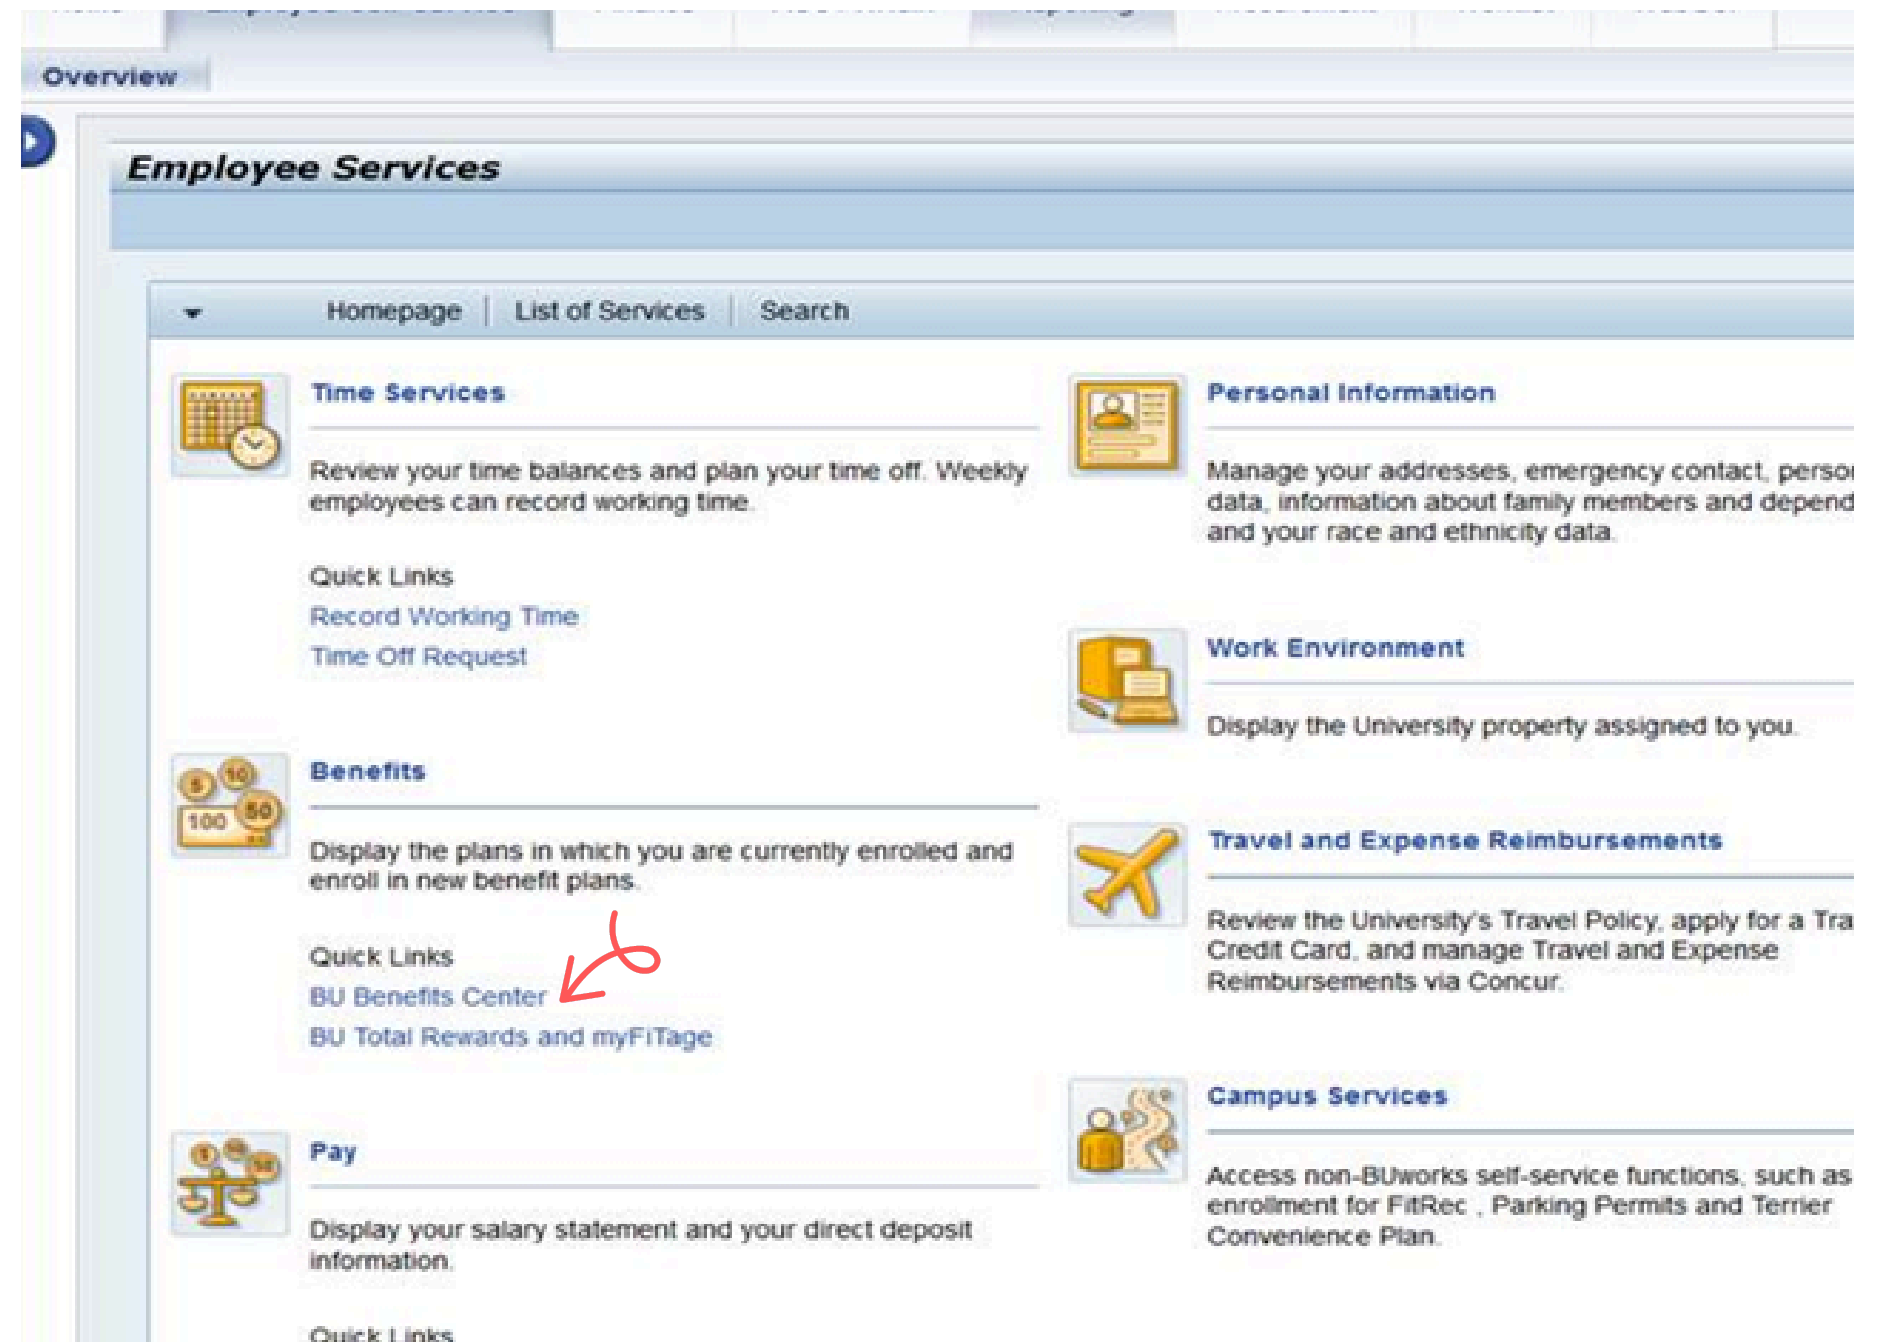 Overview
Employee Services
Homepage
List of Services
Search
Time Services
Review your time balances and plan your time off. Weekly
employees can record working time.
Quick Links
Record Working Time
Time Off Request
Benefits
Display the plans in which you are currently enrolled and
enroll in new benefit plans.
Quick Links
BU Benefits Center
BU Total Rewards and myFiTage
Pay
Display your salary statement and your direct deposit
information.
Quick Links
Personal Information
Manage your addresses, emergency contact,
data, information about family members and
and your race and ethnicity data.
Work Environment
Display the University property assigned to you.
Travel and Expense Reimbursements
Review the University's Travel Policy, apply for a
Credit Card, and manage Travel and Expense
Reimbursements via Concur.
Campus Services
Access non-BUworks self-service functions, such as
enrollment for FitRec , Parking Permits and Terrier
Convenience Plan.
5
10
50
100